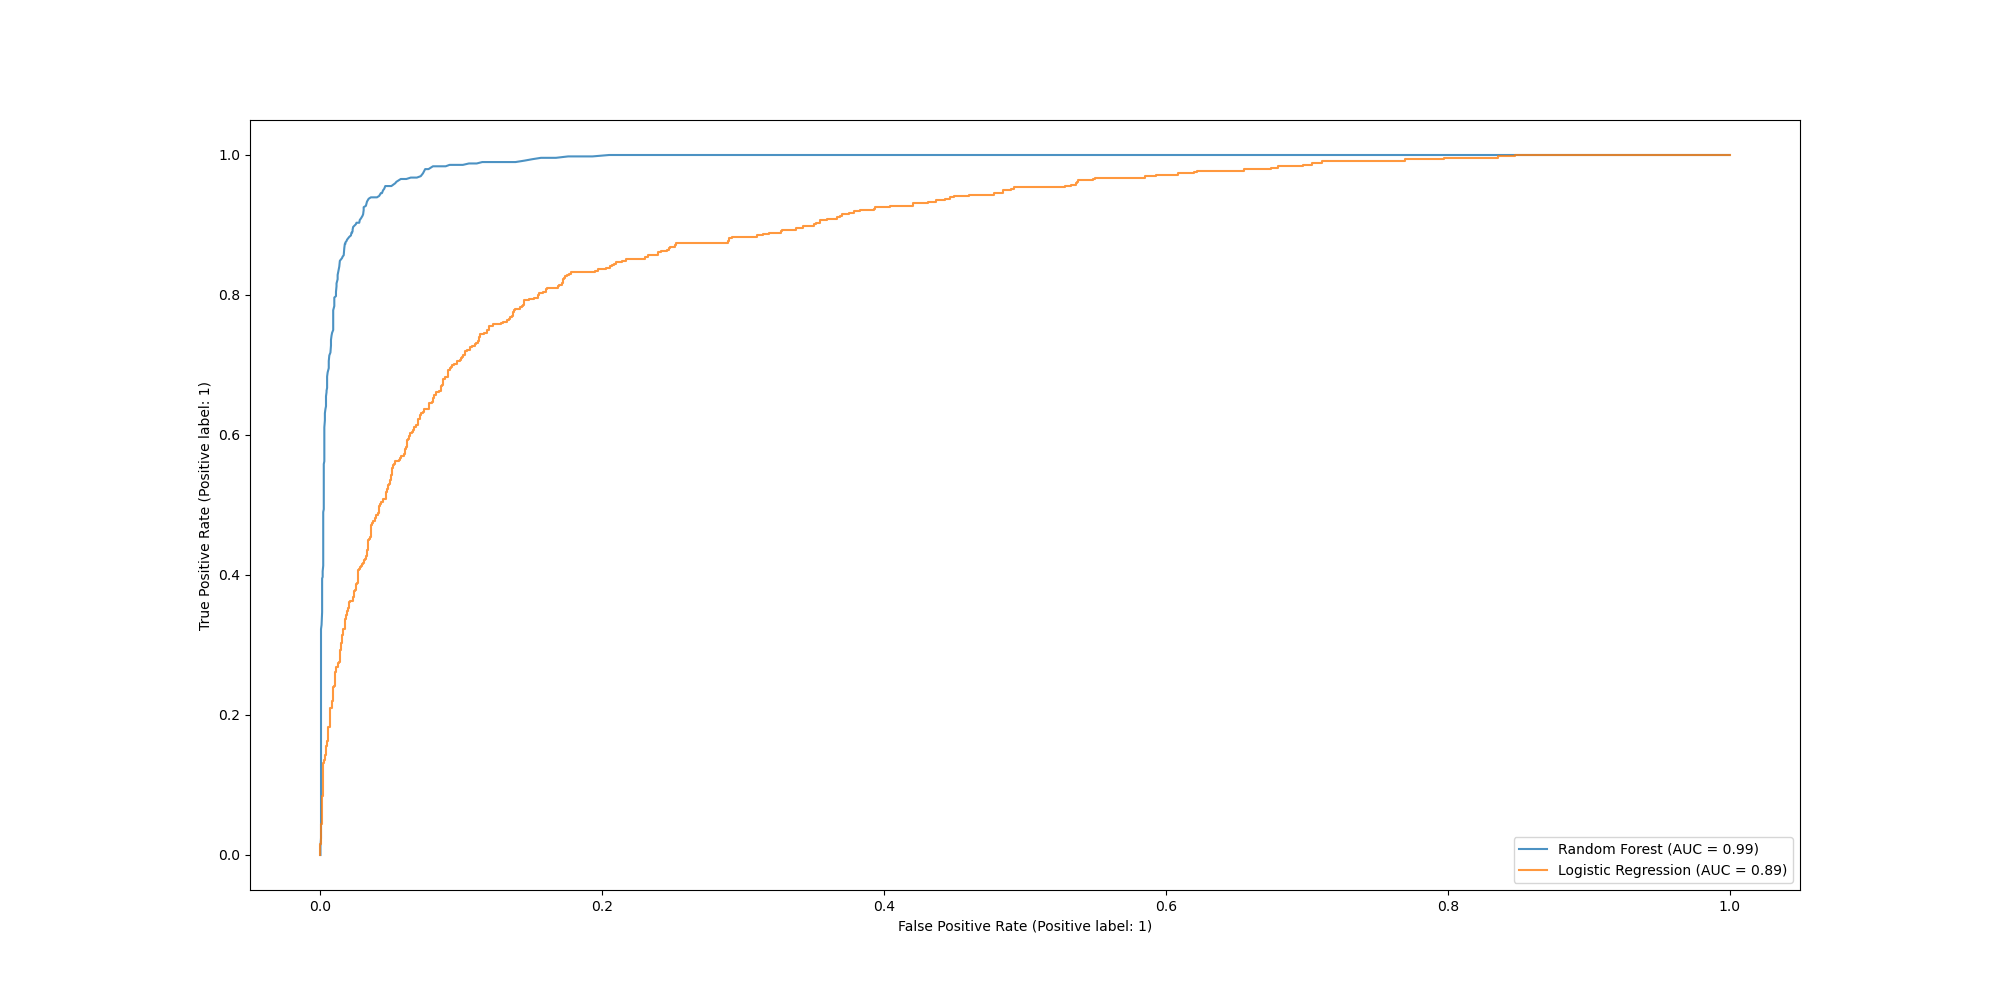 1.0
0.8
0.6
0.4
0.2
0.0
True Positive Rate (Positive label: 1)
Random Forest (AUC = 0.99)
Logistic Regression (AUC = 0.89)
0.0 0.2 0.4 0.6 0.8 1.0
False Positive Rate (Positive label: 1)